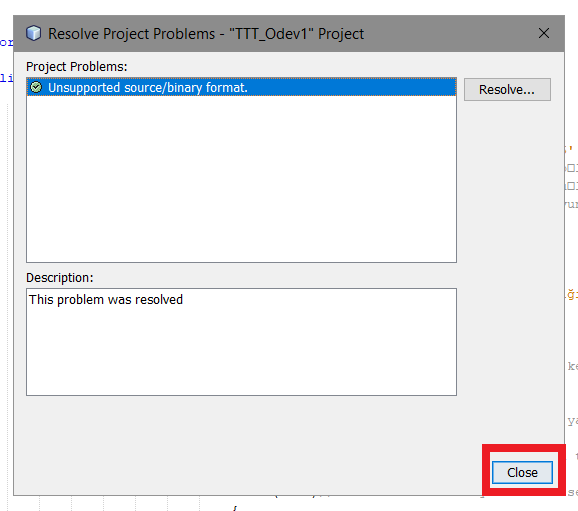 Resolve Project Problems - "TTT_Odev1" Project
Project Problems:
Unsupported source/binary format.
Resolve...
Description:
This problem was resolved
Close